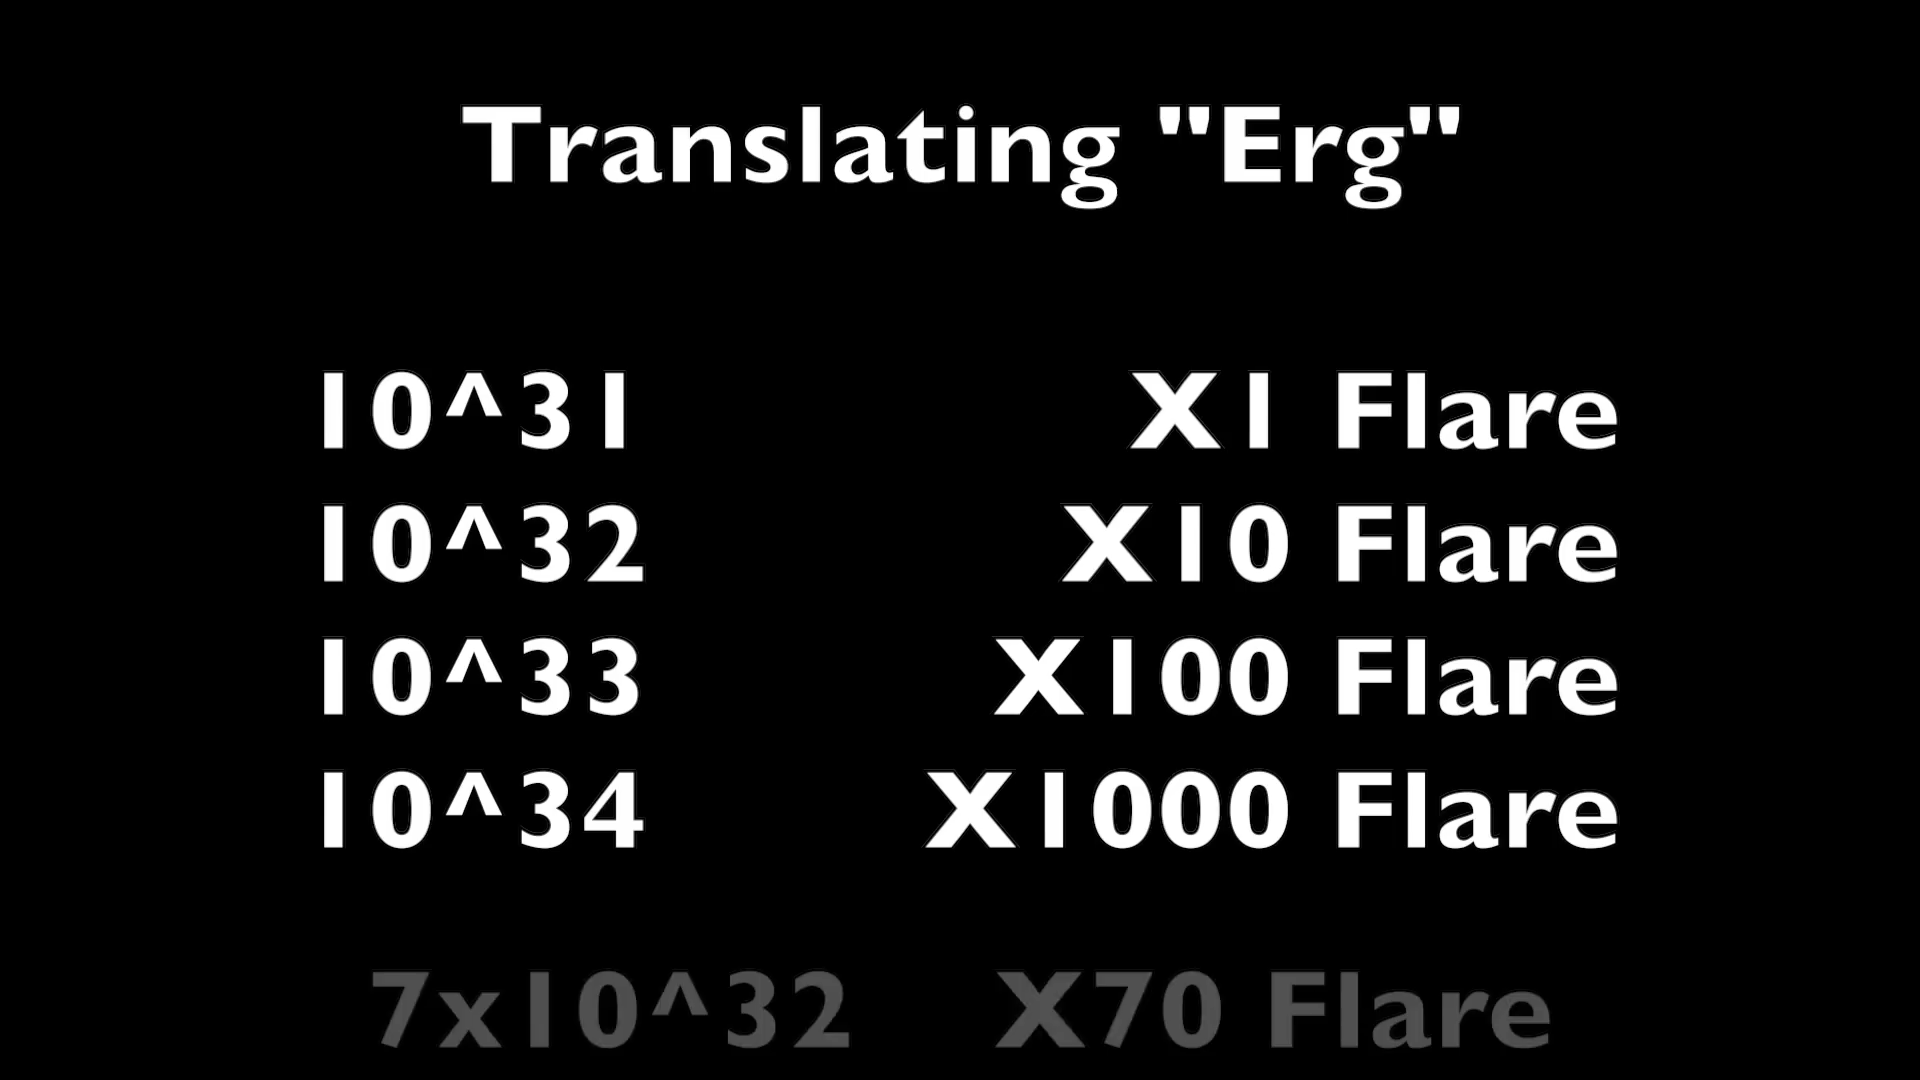 Translating "Erg"
10^31 X1 Flare
10^32 X10 Flare
10^33 X100 Flare
10^34 X1000 Flare
7x10^32 X70 Flare